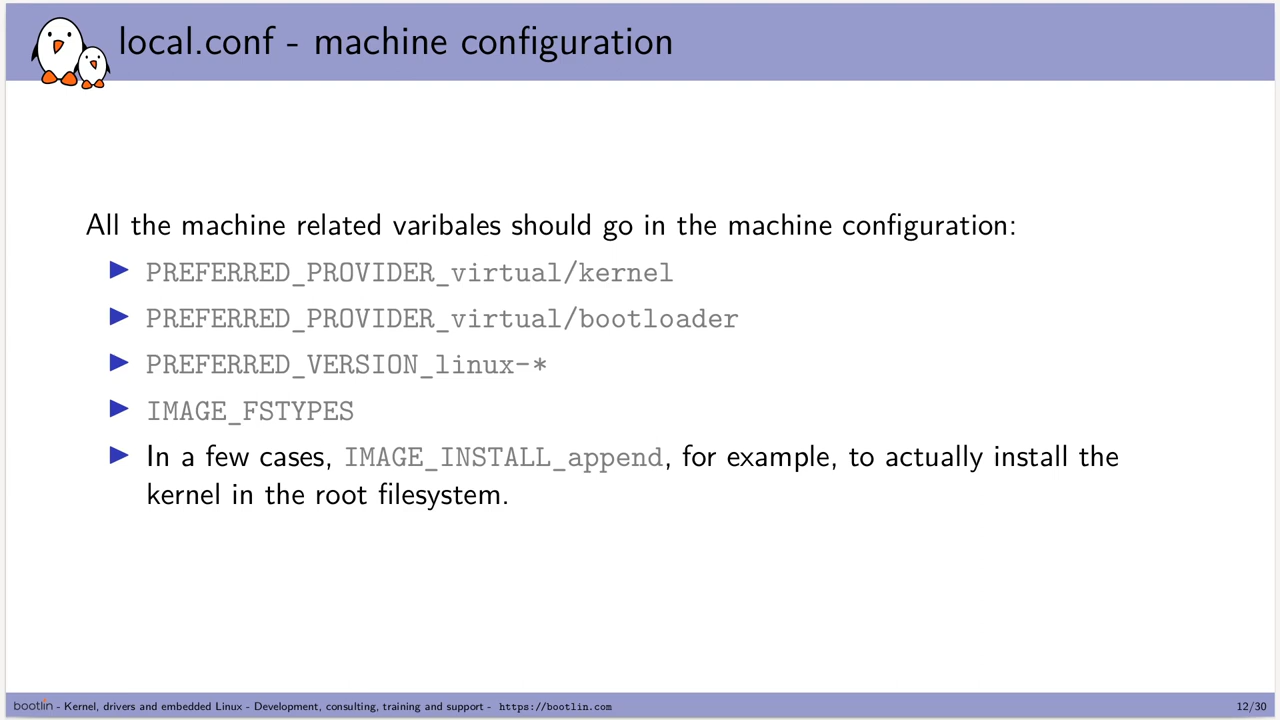 local.conf - machine configuration
All the machine related varibales should go in the machine configuration:
PREFERRED_PROVIDER_virtual/kernel
PREFERRED_PROVIDER_virtual/bootloader
PREFERRED_VERSION_linux-*
IMAGE_FSTYPES
In a few cases, IMAGE_INSTALL_append, for example, to actually install the
kernel in the root filesystem.
bootlin - Kernel, drivers and embedded Linux - Development, consulting, training and support - https://bootlin.com
12/30